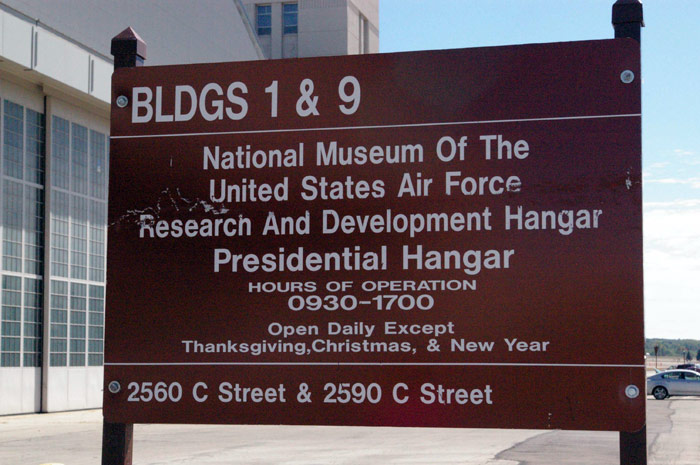 BLDGS 1 & 9
National Museum Of The
United States Air Force
Research And Development Hangar
Presidential Hangar
HOURS OF OPERATION
0930-1700
Open Daily Except
Thanksgiving,Christmas, & New Year
2560 C Street & 2590 C Street